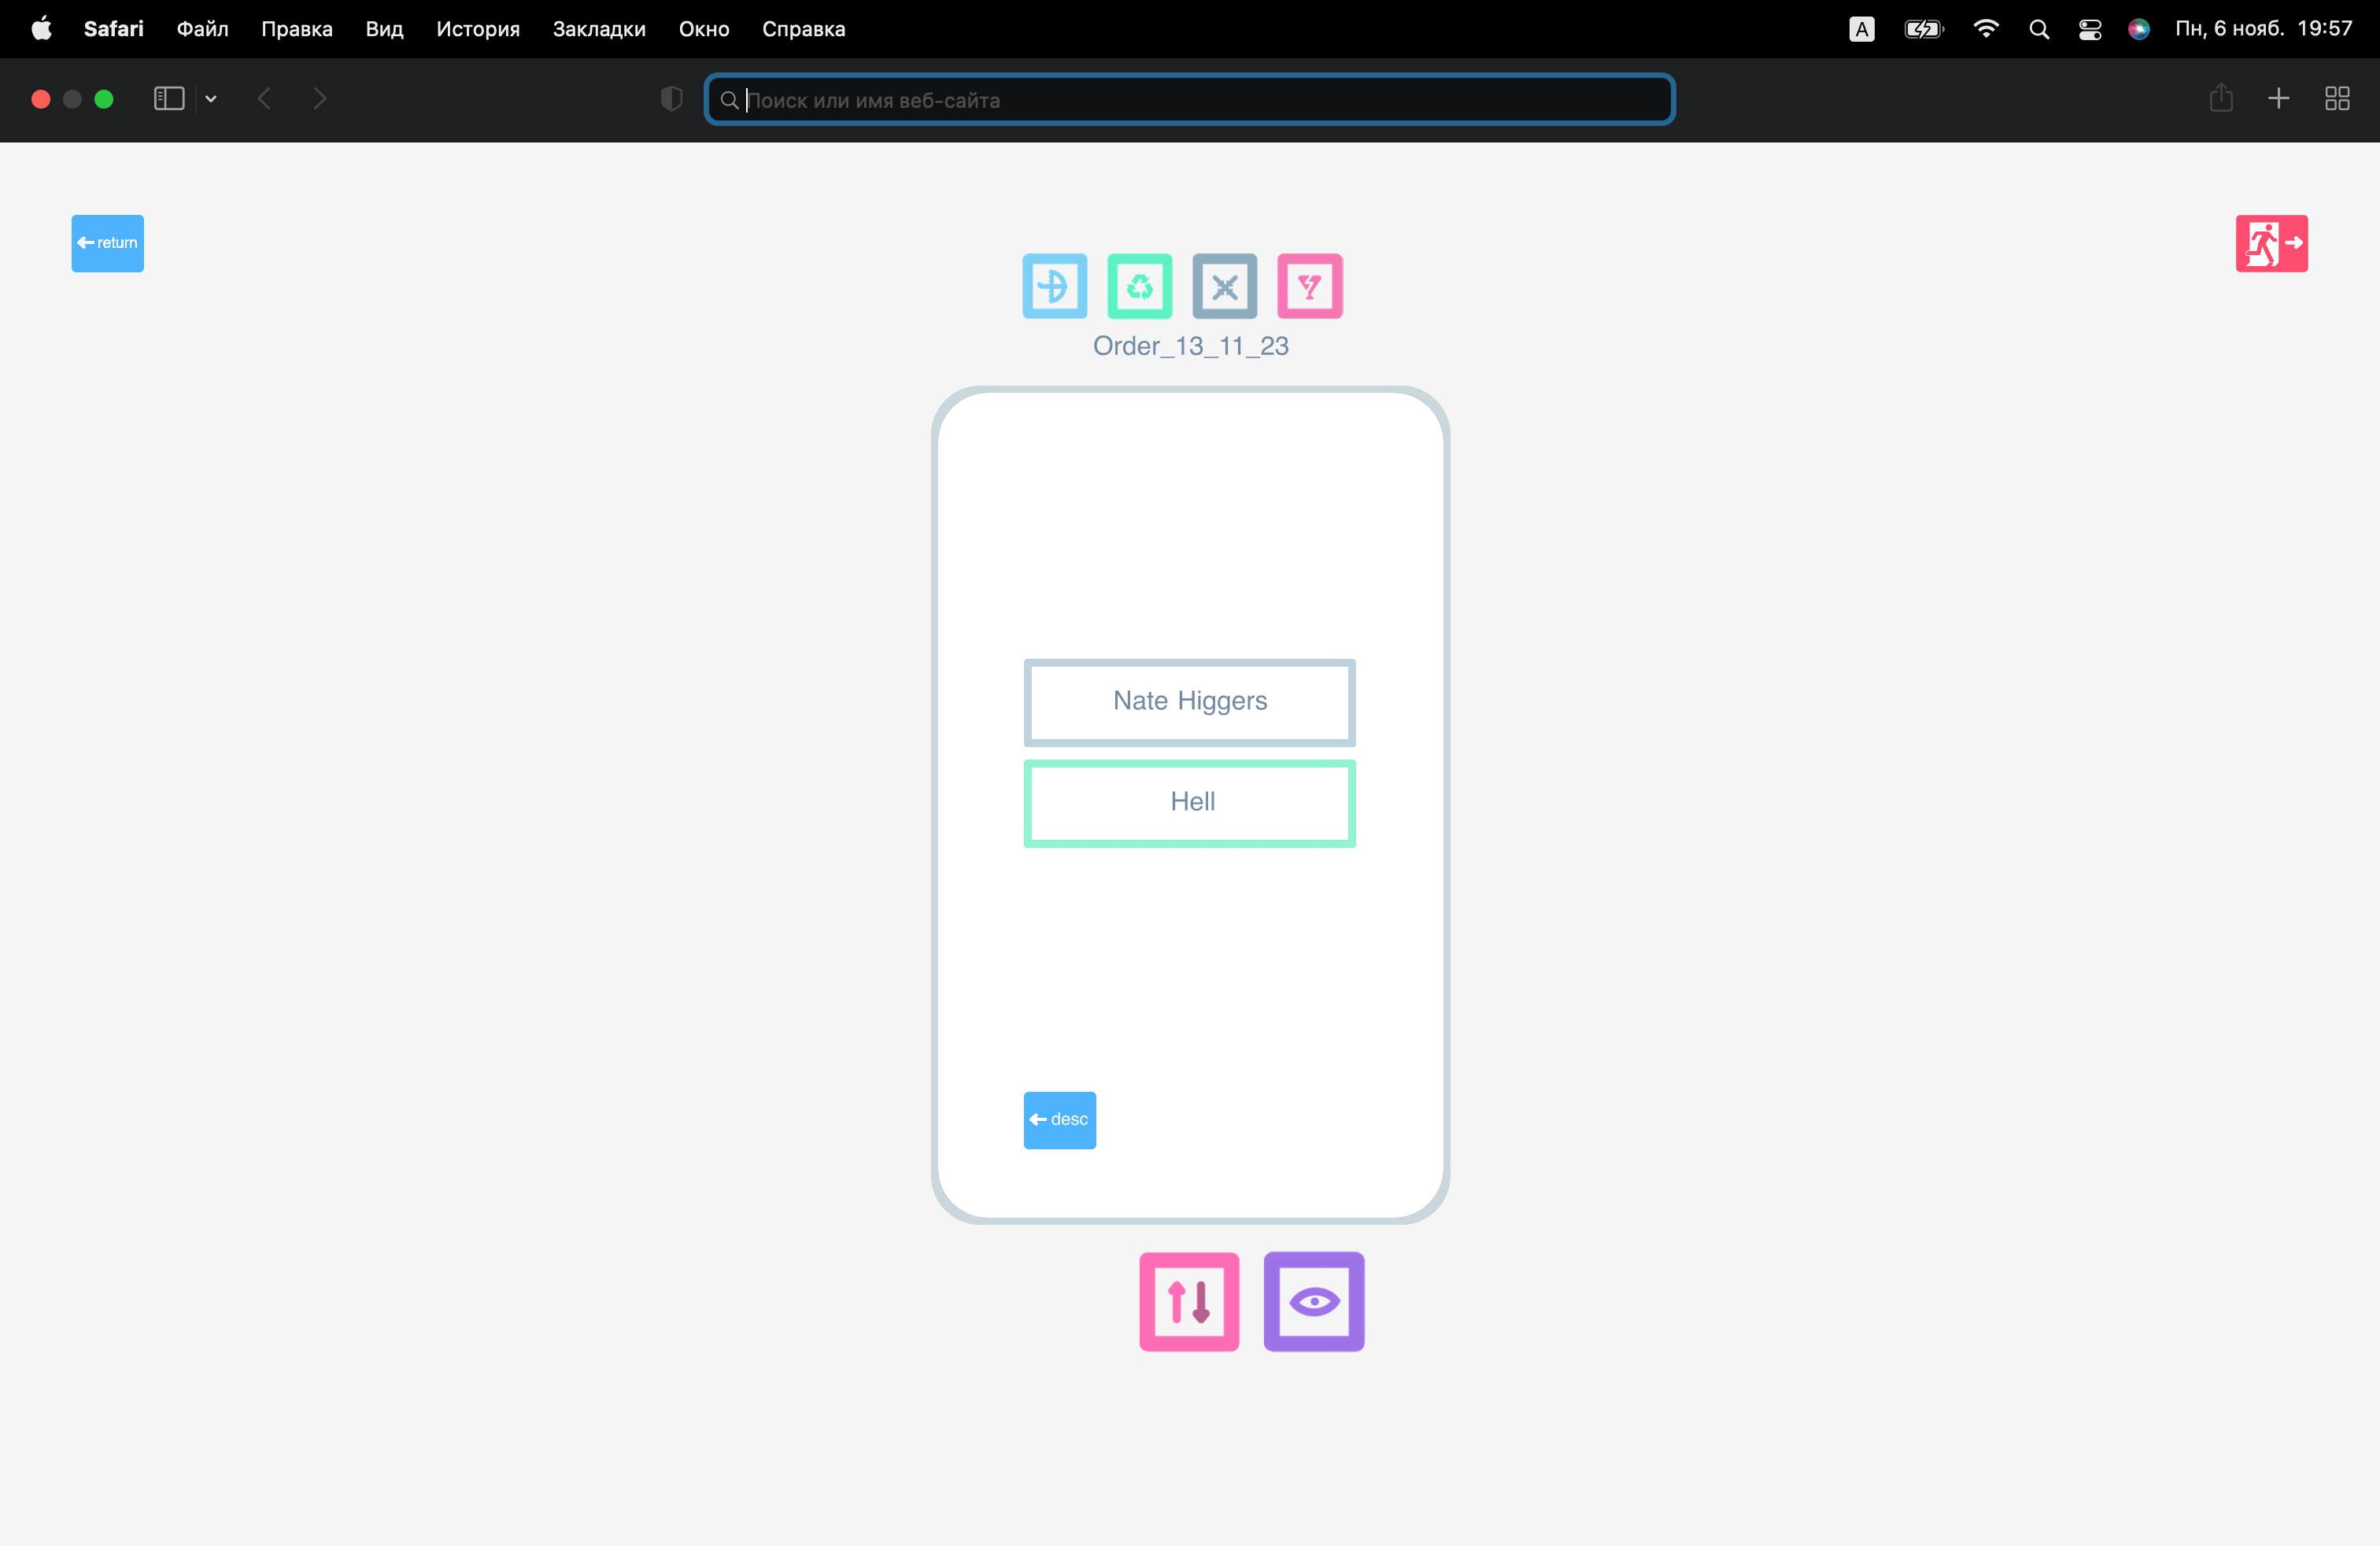 Safari Файл Правка Вид История Закладки Окно Справка A Пн, 6 нояб. 19:57
Поиск или имя веб-сайта
return
Order_13_11_23
Nate Higgers
Hell
desc